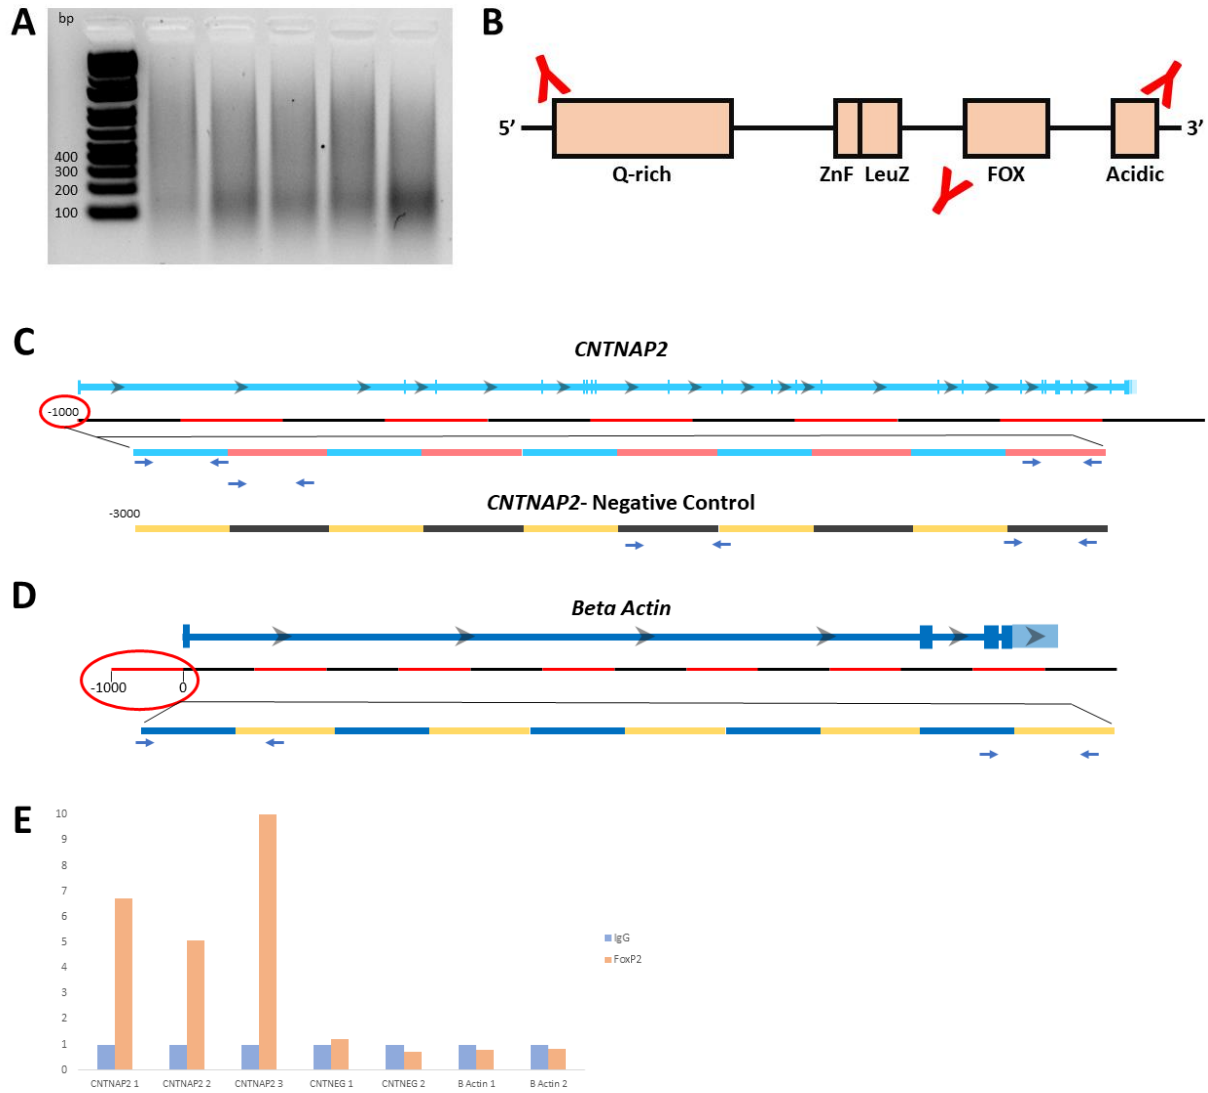 A
bp
400
300
200
100
B
5’
3’
Q-rich
ZnF LeuZ
FOX
Acidic
C
CNTNAP2
-1000
CNTNAP2- Negative Control
-3000
D
Beta Actin
-1000
0
E
10
9
8
7
6
5
4
3
2
1
0
CNTNAP2 1
CNTNAP2 2
CNTNAP2 3
CNTNEG 1
CNTNEG 2
B Actin 1
B Actin 2
IgG
FoxP2